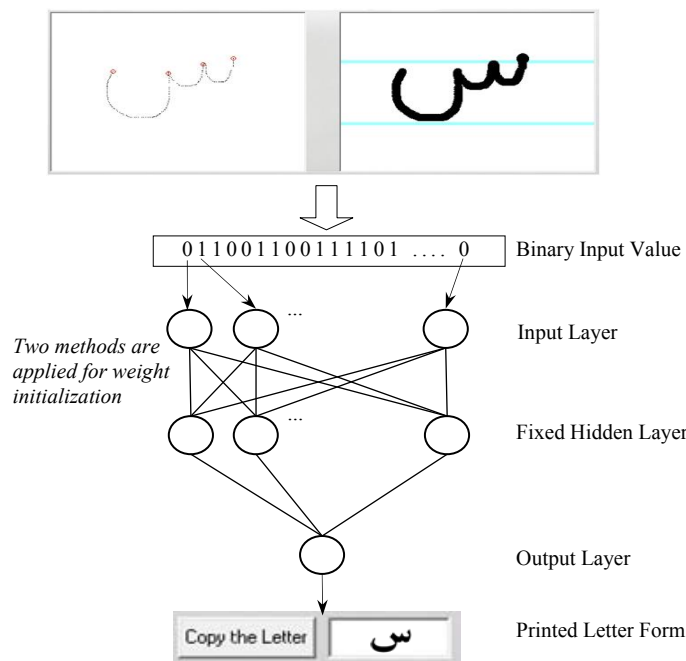 س
0 1 1 0 0 1 1 0 0 1 1 1 1 0 1 .... 0
Binary Input Value
...
Input Layer
Two methods are
applied for weight
initialization
...
Fixed Hidden Layer
Output Layer
Copy the Letter
س
Printed Letter Form